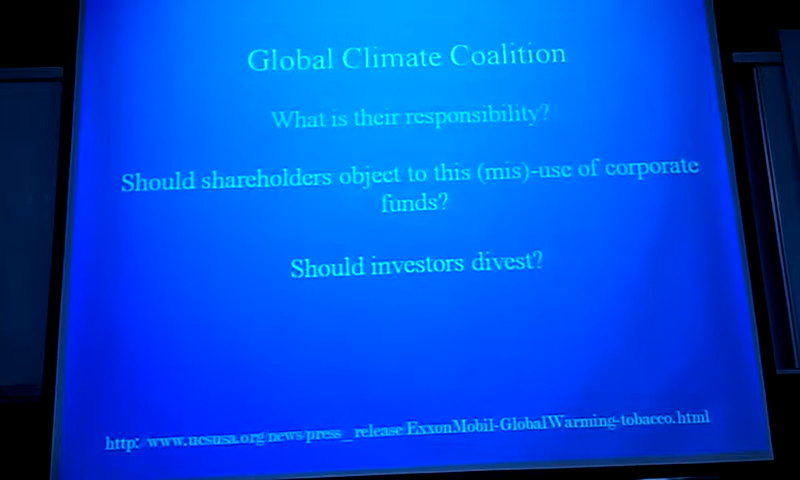 Global Climate Coalition
What is their responsibility?
Should shareholders object to this (mis)-use of corporate
funds?
Should investors divest?
http://www.ucsusa.org/news/press_release/ExxonMobil-GlobalWarming-tobacco.html